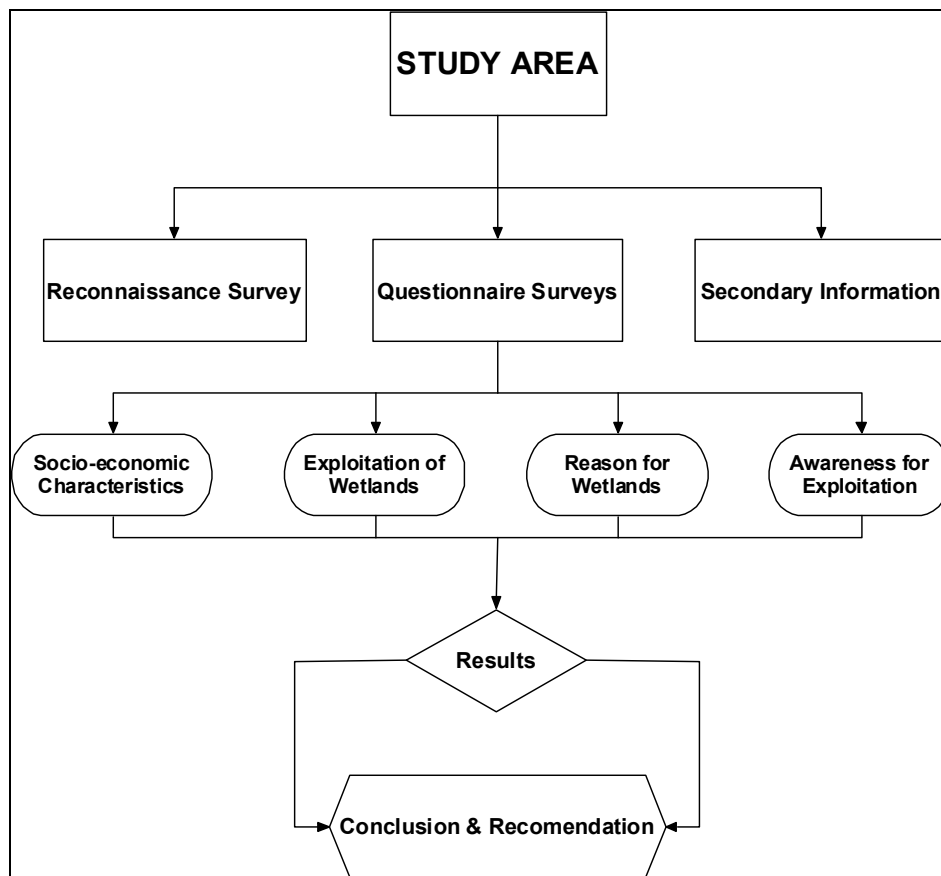 STUDY AREA
Reconnaissance Survey
Questionnaire Surveys
Secondary Information
Socio-economic
Characteristics
Exploitation of
Wetlands
Reason for
Wetlands
Awareness for
Exploitation
Results
Conclusion & Recomendation